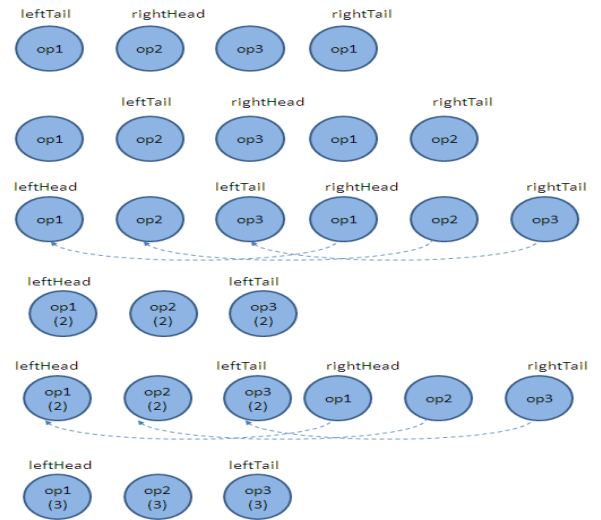 leftTail rightHead rightTail
op1 op2 op3 op1
leftTail rightHead rightTail
op1 op2 op3 op1 op2
leftHead leftTail rightHead rightTail
op1 op2 op3 op1 op2 op3
leftHead leftTail
op1 op2 op3
(2) (2) (2)
leftHead leftTail rightHead rightTail
op1 op2 op3 op1 op2 op3
(2) (2) (2)
leftHead leftTail
op1 op2 op3
(3) (3) (3)